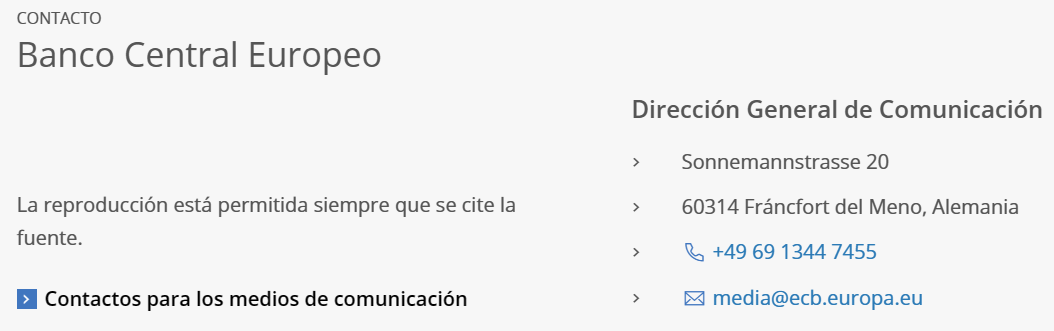 CONTACTO
Banco Central Europeo
La reproducción está permitida siempre que se cite la
fuente.
Contactos para los medios de comunicación
Dirección General de Comunicación
Sonnemannstrasse 20
60314 Fráncfort del Meno, Alemania
+49 69 1344 7455
media@ecb.europa.eu